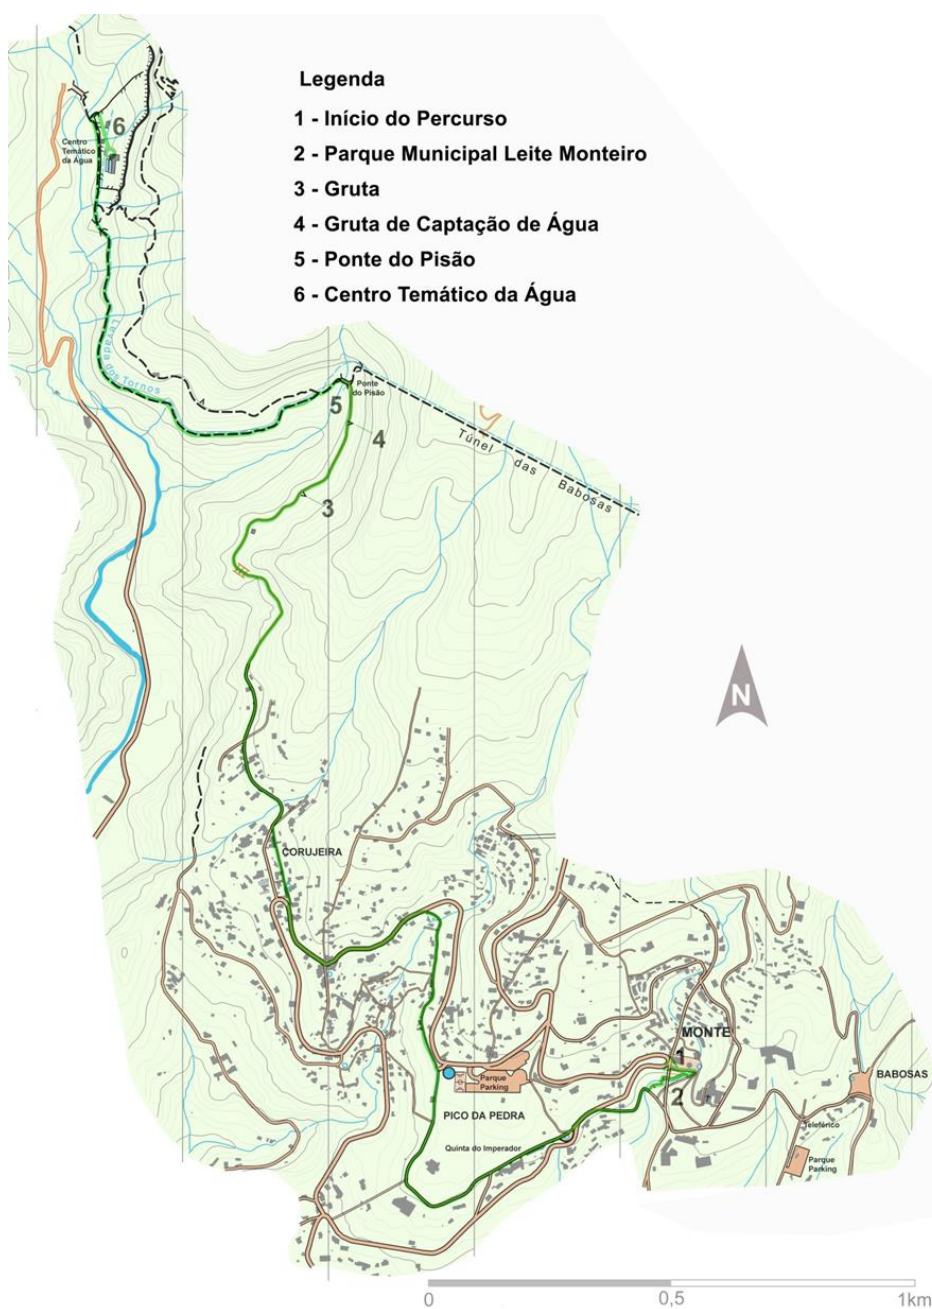 Legenda
1 - Início do Percurso
2 - Parque Municipal Leite Monteiro
3 - Gruta
4 - Gruta de Captação de Água
5 - Ponte do Pisão
6 - Centro Temático da Água
6
Centro
Temático
da Água
Levada dos Tornos
Ponte
do Pisão
5
4
Túnel das Babosas
3
N
CORUJEIRA
MONTE
1
BABOSAS
Parque
Parking
2
PICO DA PEDRA
Teleférico
Quinta do Imperador
Parque
Parking
0
0,5
1km